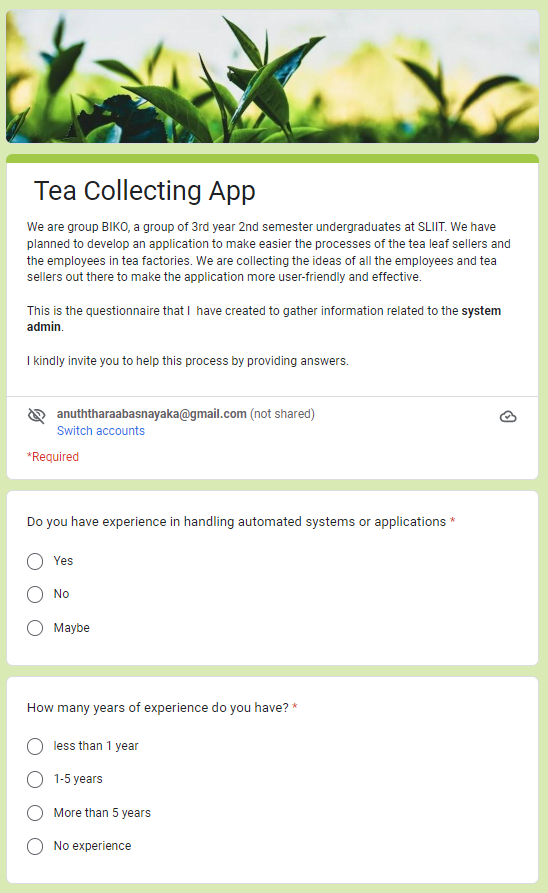 Tea Collecting App
We are group BIKO, a group of 3rd year 2nd semester undergraduates at SLIIT. We have
planned to develop an application to make easier the processes of the tea leaf sellers and
the employees in tea factories. We are collecting the ideas of all the employees and tea
sellers out there to make the application more user-friendly and effective.
This is the questionnaire that I  have created to gather information related to the system
admin.
I kindly invite you to help this process by providing answers.
anuththaraabasnayaka@gmail.com (not shared)
Switch accounts
*Required
Do you have experience in handling automated systems or applications *
Yes
No
Maybe
How many years of experience do you have? *
less than 1 year
1-5 years
More than 5 years
No experience